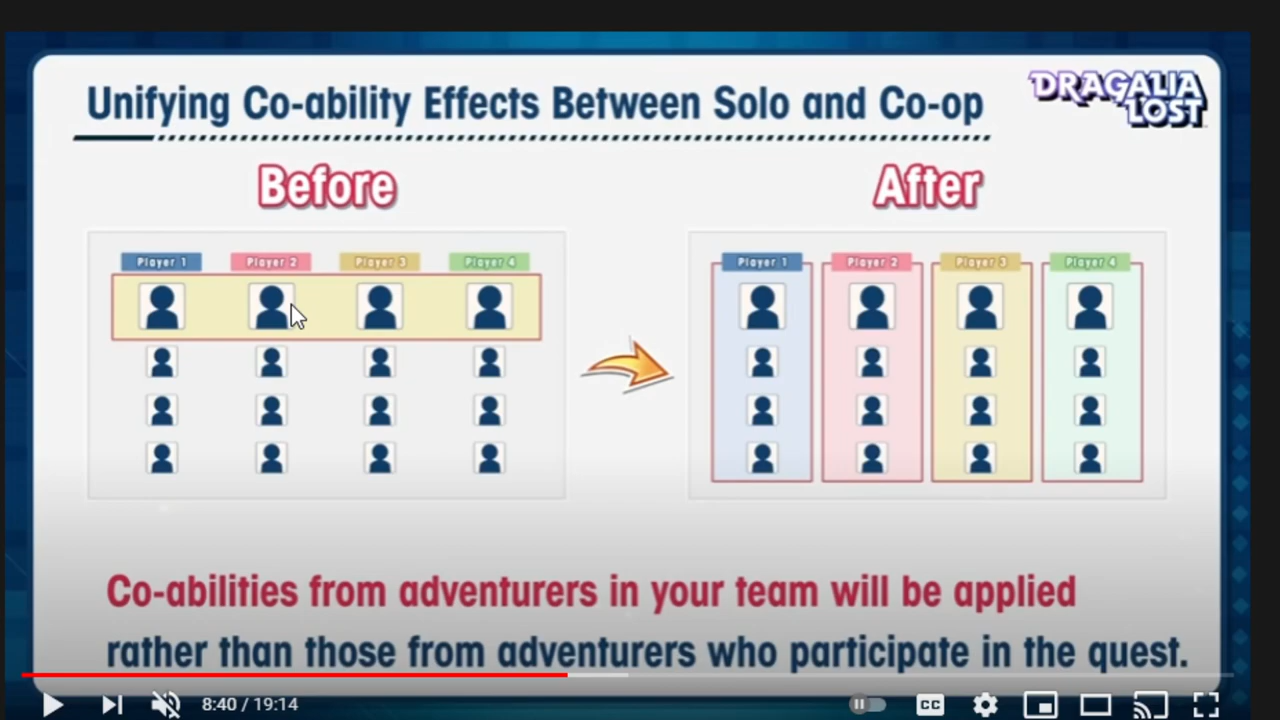 Unifying Co-ability Effects Between Solo and Co-op
DRAGALIA
LOST
Before
After
Player 1 Player 2 Player 3 Player 4
Player 1 Player 2 Player 3 Player 4
Co-abilities from adventurers in your team will be applied
rather than those from adventurers who participate in the quest.
8:40 / 19:14
CC